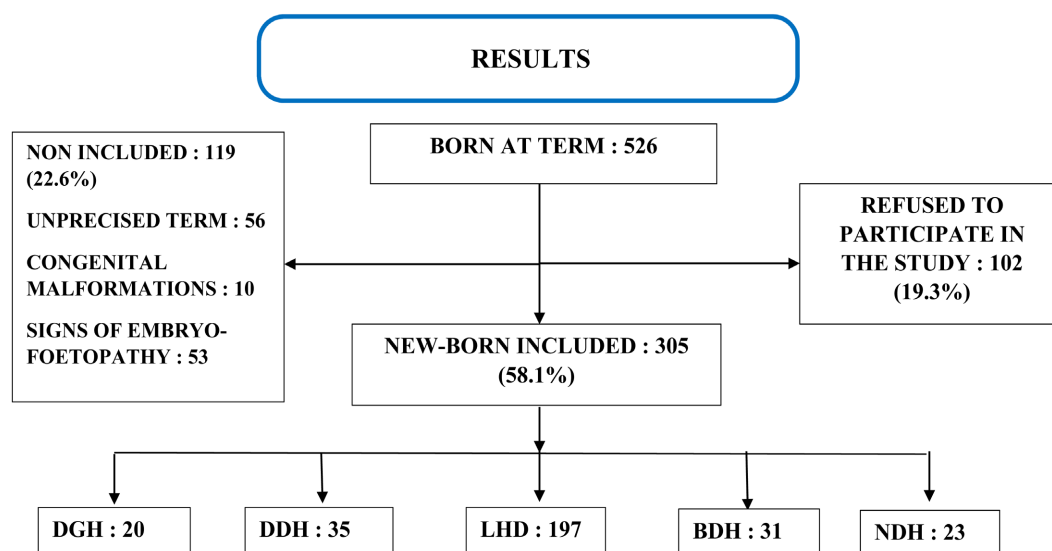 RESULTS
BORN AT TERM : 526
NON INCLUDED : 119
(22.6%)
UNPRECISED TERM : 56
CONGENITAL
MALFORMATIONS : 10
SIGNS OF EMBRYO-
FOETOPATHY : 53
REFUSED TO
PARTICIPATE IN
THE STUDY : 102
(19.3%)
NEW-BORN INCLUDED : 305
(58.1%)
DGH : 20
DDH : 35
LHD : 197
BDH : 31
NDH : 23